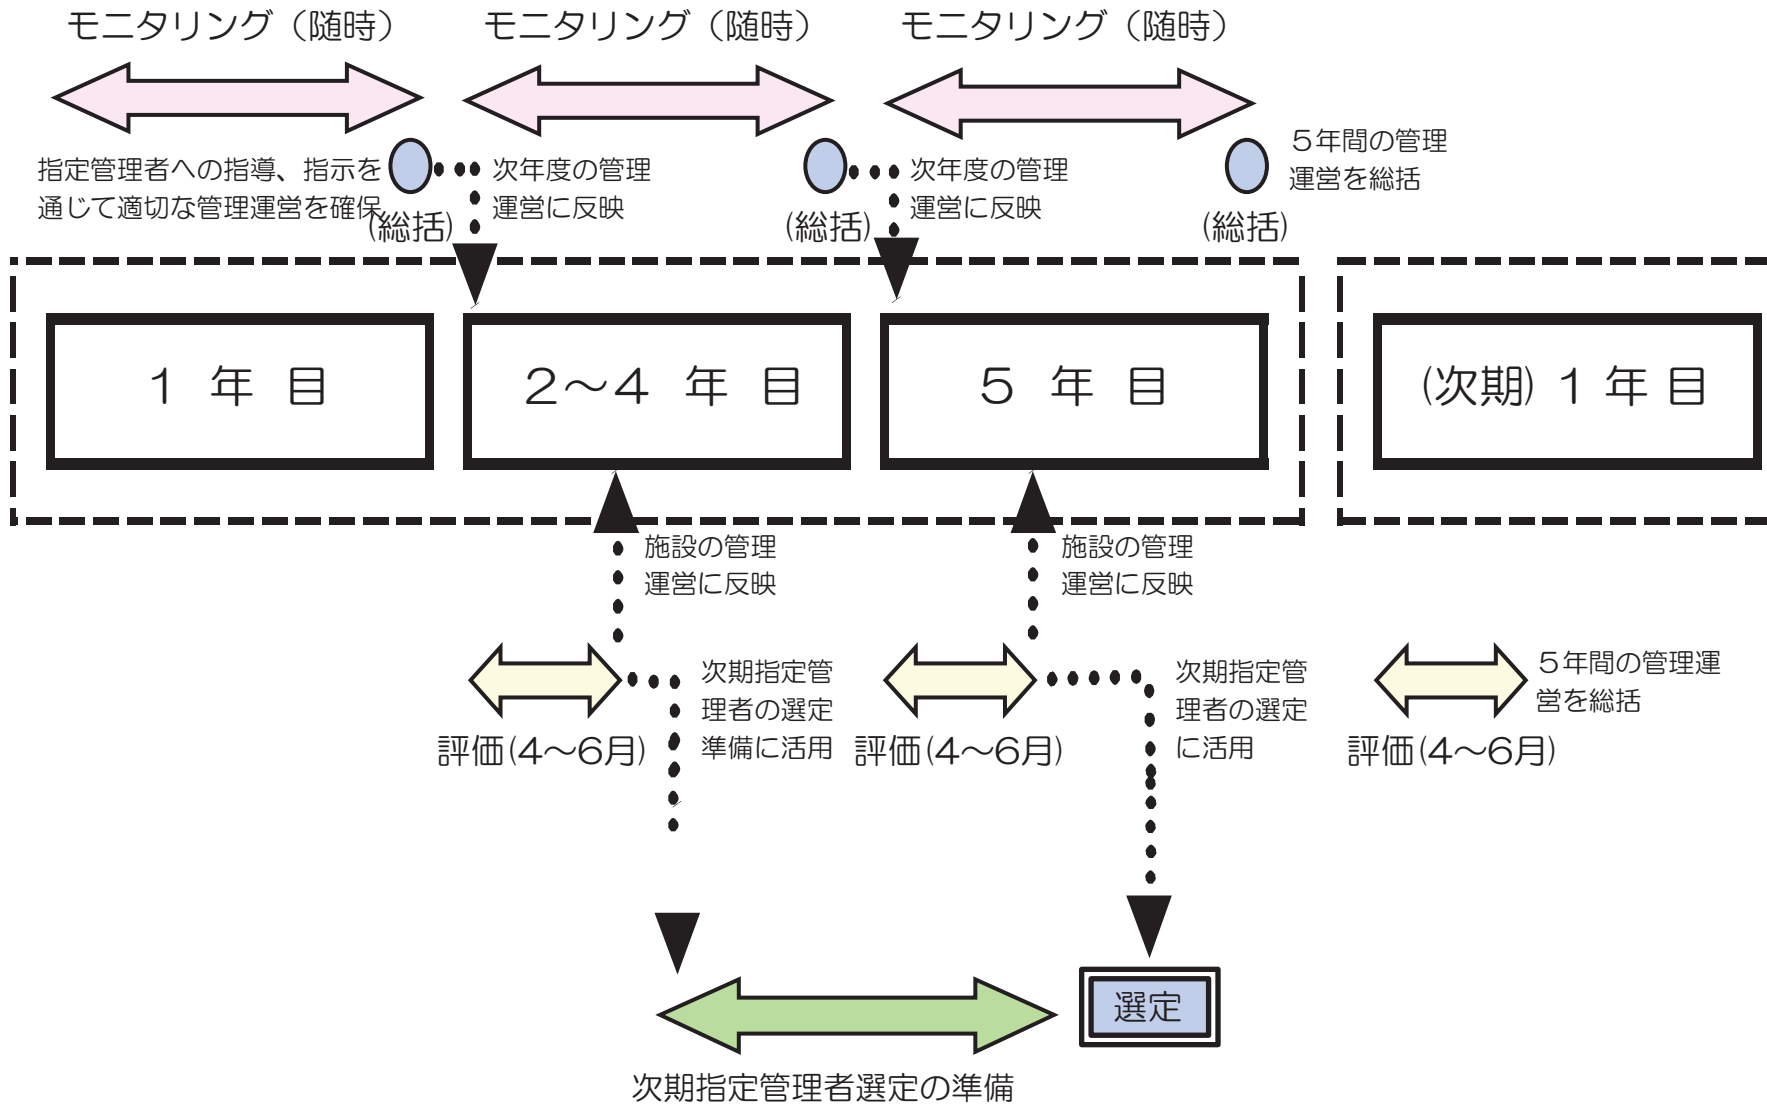 モニタリング（随時）
モニタリング（随時）
モニタリング（随時）
指定管理者への指導、指示を
通じて適切な管理運営を確保
(総括)
次年度の管理
運営に反映
(総括)
次年度の管理
運営に反映
(総括)
５年間の管理
運営を総括
１ 年 目
２～４ 年 目
５ 年 目
(次期) １ 年 目
施設の管理
運営に反映
施設の管理
運営に反映
評価(4～6月)
次期指定管
理者の選定
準備に活用
評価(4～6月)
次期指定管
理者の選定
に活用
評価(4～6月)
５年間の管理運
営を総括
選定
次期指定管理者選定の準備